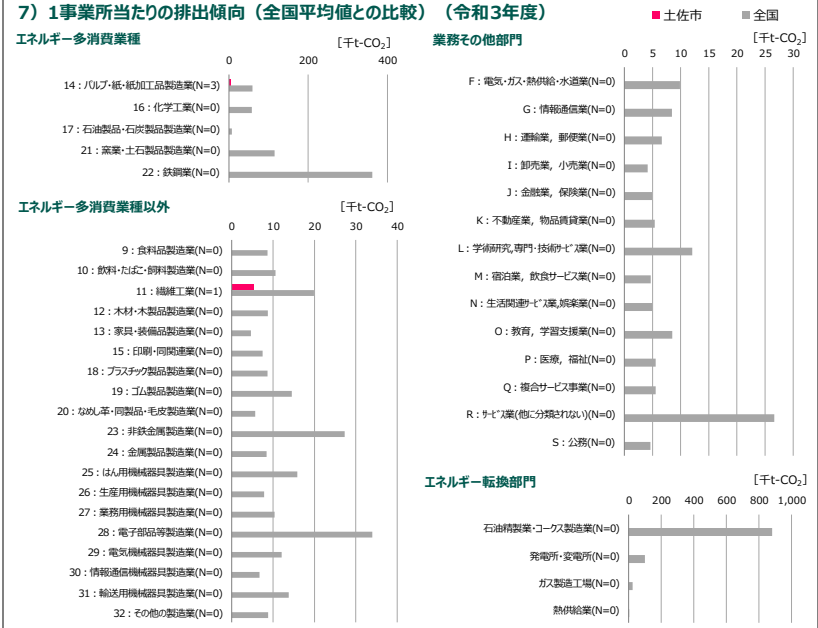 7）1事業所当たりの排出傾向（全国平均値との比較）（令和3年度）
■土佐市 ■全国
エネルギー多消費業種
［千t-CO₂］
0 200 400
14：パルプ・紙・紙加工品製造業(N=3)
16：化学工業(N=0)
17：石油製品・石炭製品製造業(N=0)
21：窯業・土石製品製造業(N=0)
22：鉄鋼業(N=0)
エネルギー多消費業種以外
［千t-CO₂］
0 10 20 30 40
9：食料品製造業(N=0)
10：飲料・たばこ・飼料製造業(N=0)
11：繊維工業(N=1)
12：木材・木製品製造業(N=0)
13：家具・装備品製造業(N=0)
15：印刷・同関連業(N=0)
18：プラスチック製品製造業(N=0)
19：ゴム製品製造業(N=0)
20：なめし革・同製品・毛皮製造業(N=0)
23：非鉄金属製造業(N=0)
24：金属製品製造業(N=0)
25：はん用機械器具製造業(N=0)
26：生産用機械器具製造業(N=0)
27：業務用機械器具製造業(N=0)
28：電子部品等製造業(N=0)
29：電気機械器具製造業(N=0)
30：情報通信機械器具製造業(N=0)
31：輸送用機械器具製造業(N=0)
32：その他の製造業(N=0)
業務その他部門
［千t-CO₂］
0 5 10 15 20 25 30
F：電気・ガス・熱供給・水道業(N=0)
G：情報通信業(N=0)
H：運輸業，郵便業(N=0)
I：卸売業，小売業(N=0)
J：金融業，保険業(N=0)
K：不動産業，物品賃貸業(N=0)
L：学術研究,専門・技術サービス業(N=0)
M：宿泊業，飲食サービス業(N=0)
N：生活関連サービス業,娯楽業(N=0)
O：教育，学習支援業(N=0)
P：医療，福祉(N=0)
Q：複合サービス事業(N=0)
R：サービス業(他に分類されない)(N=0)
S：公務(N=0)
エネルギー転換部門
［千t-CO₂］
0 200 400 600 800 1,000
石油精製業・コークス製造業(N=0)
発電所・変電所(N=0)
ガス製造工場(N=0)
熱供給業(N=0)